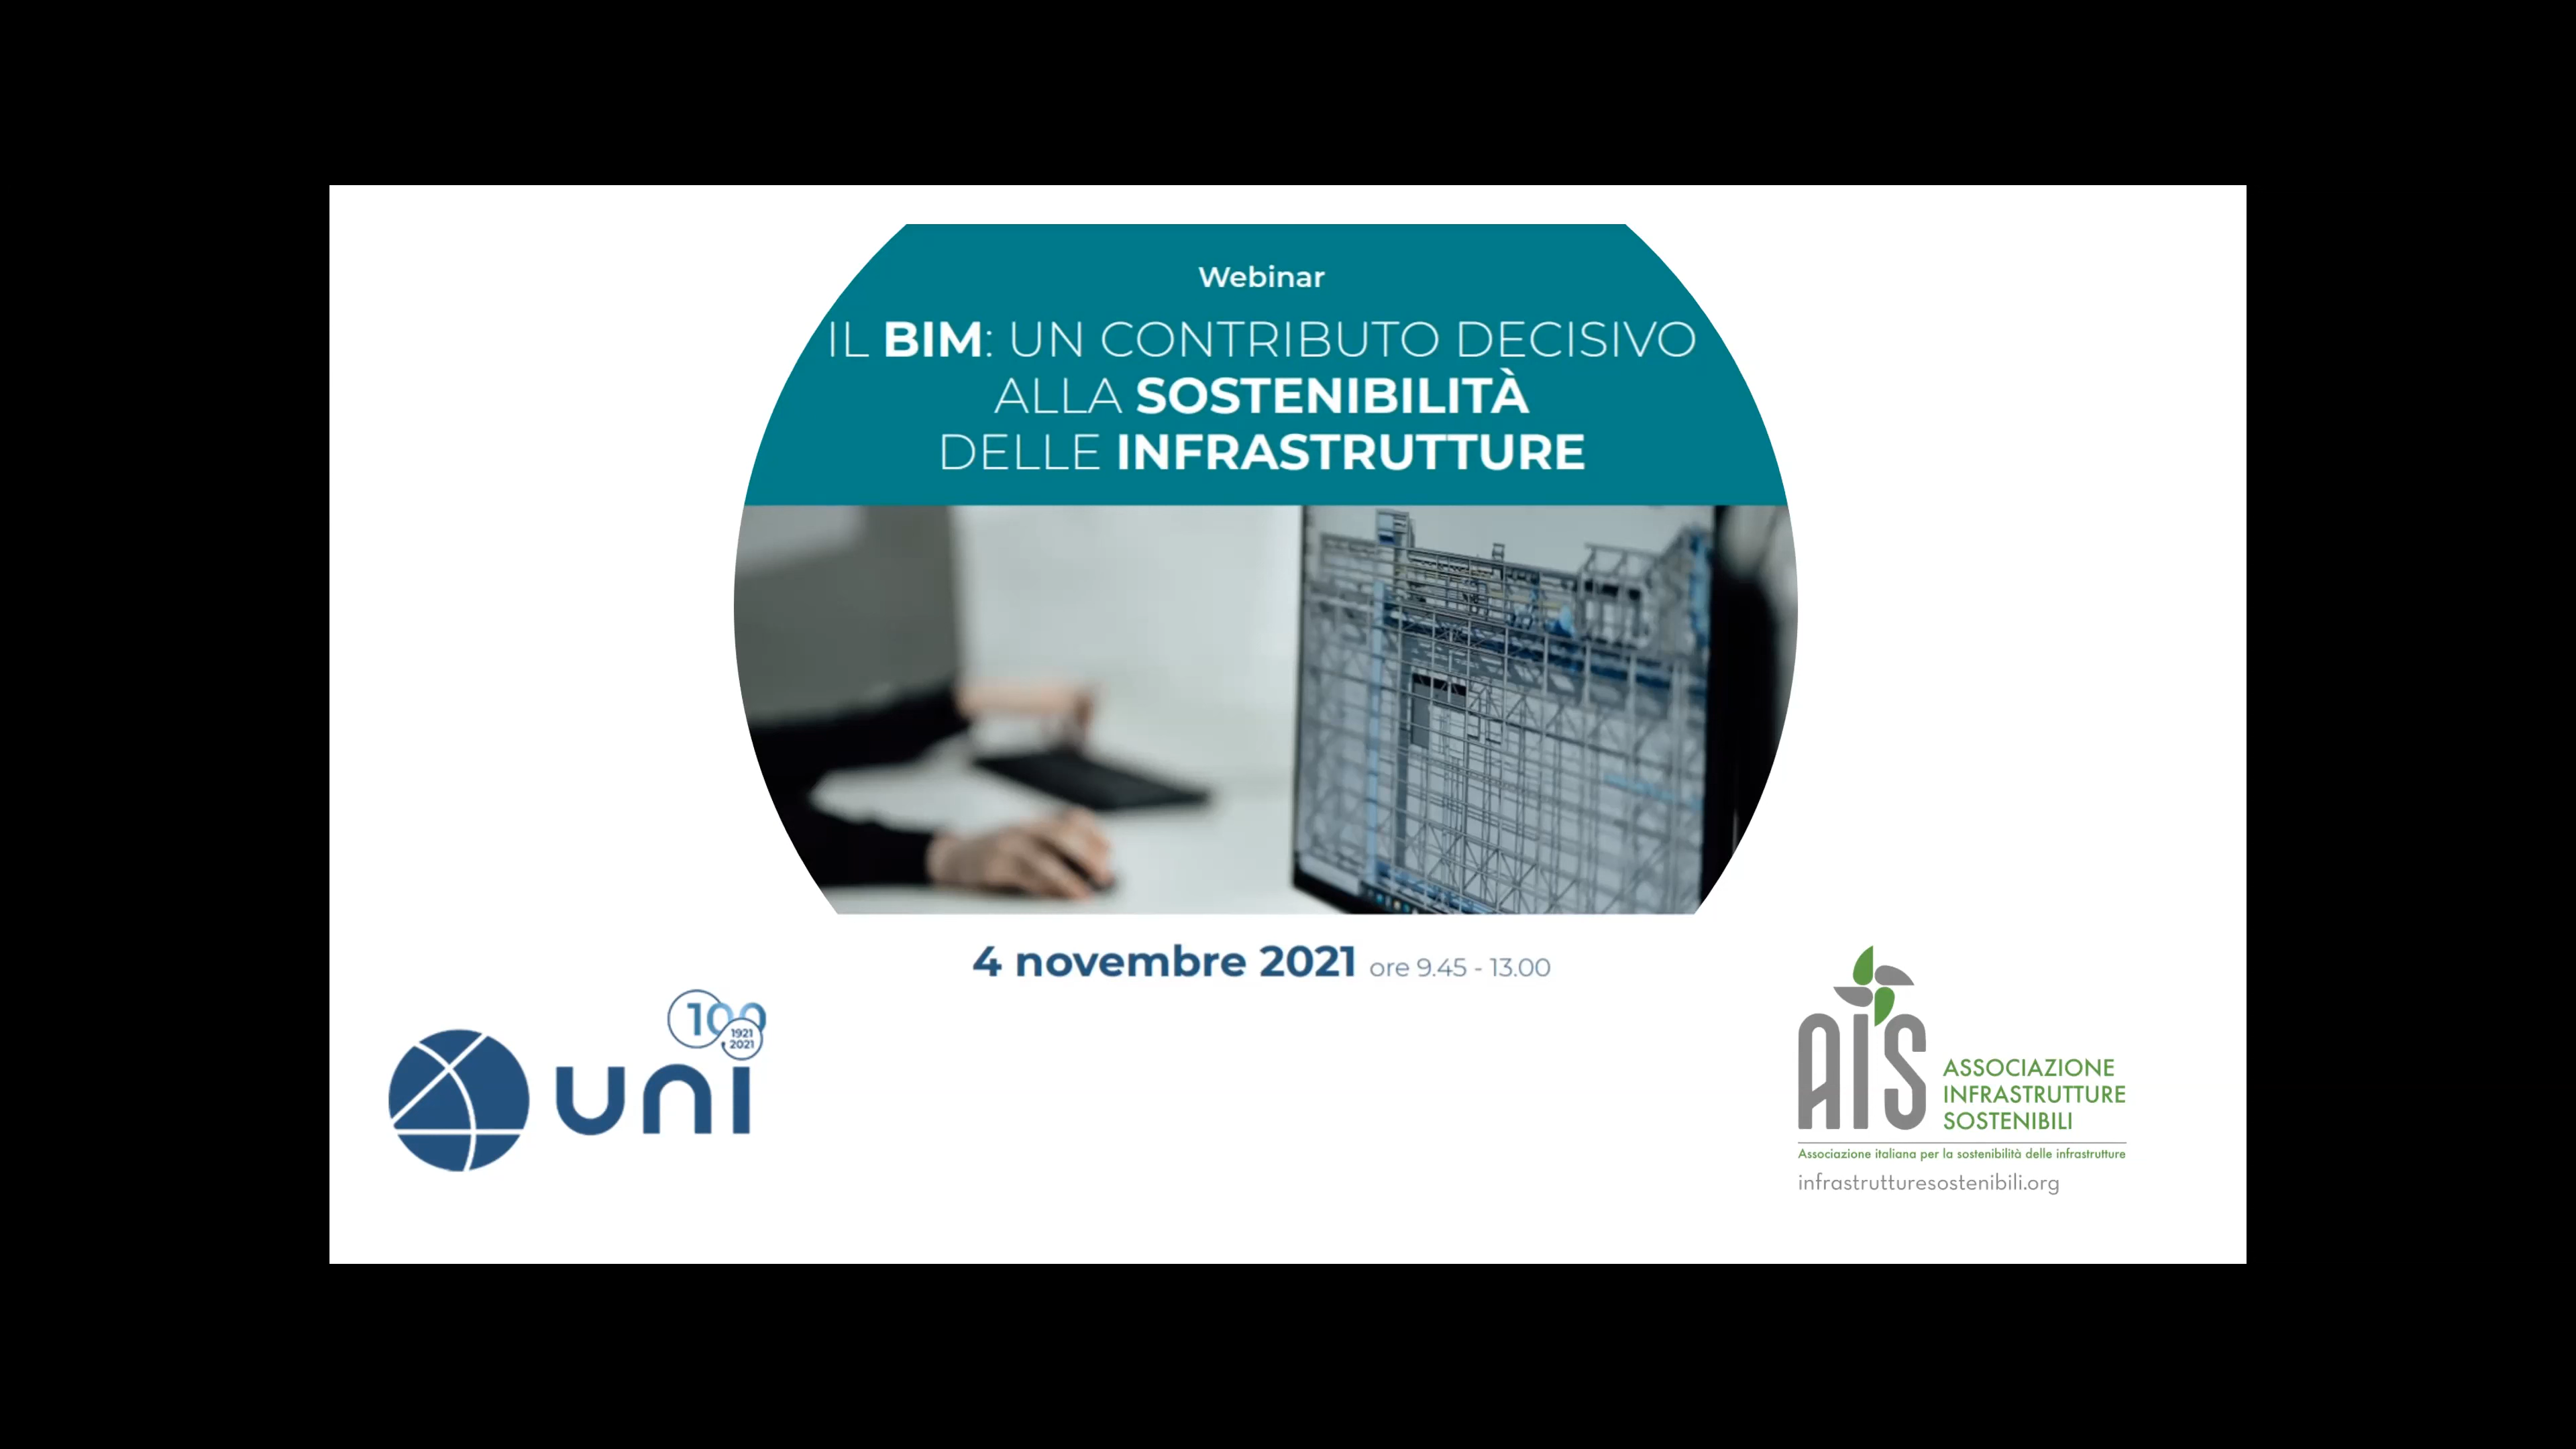 Webinar
IL BIM: UN CONTRIBUTO DECISIVO
ALLA SOSTENIBILITÀ
DELLE INFRASTRUTTURE
4 novembre 2021 ore 9.45 - 13.00
100
1921
2021
uni
AIS
ASSOCIAZIONE
INFRASTRUTTURE
SOSTENIBILI
Associazione italiana per la sostenibilità delle infrastrutture
infrastrutturesostenibili.org